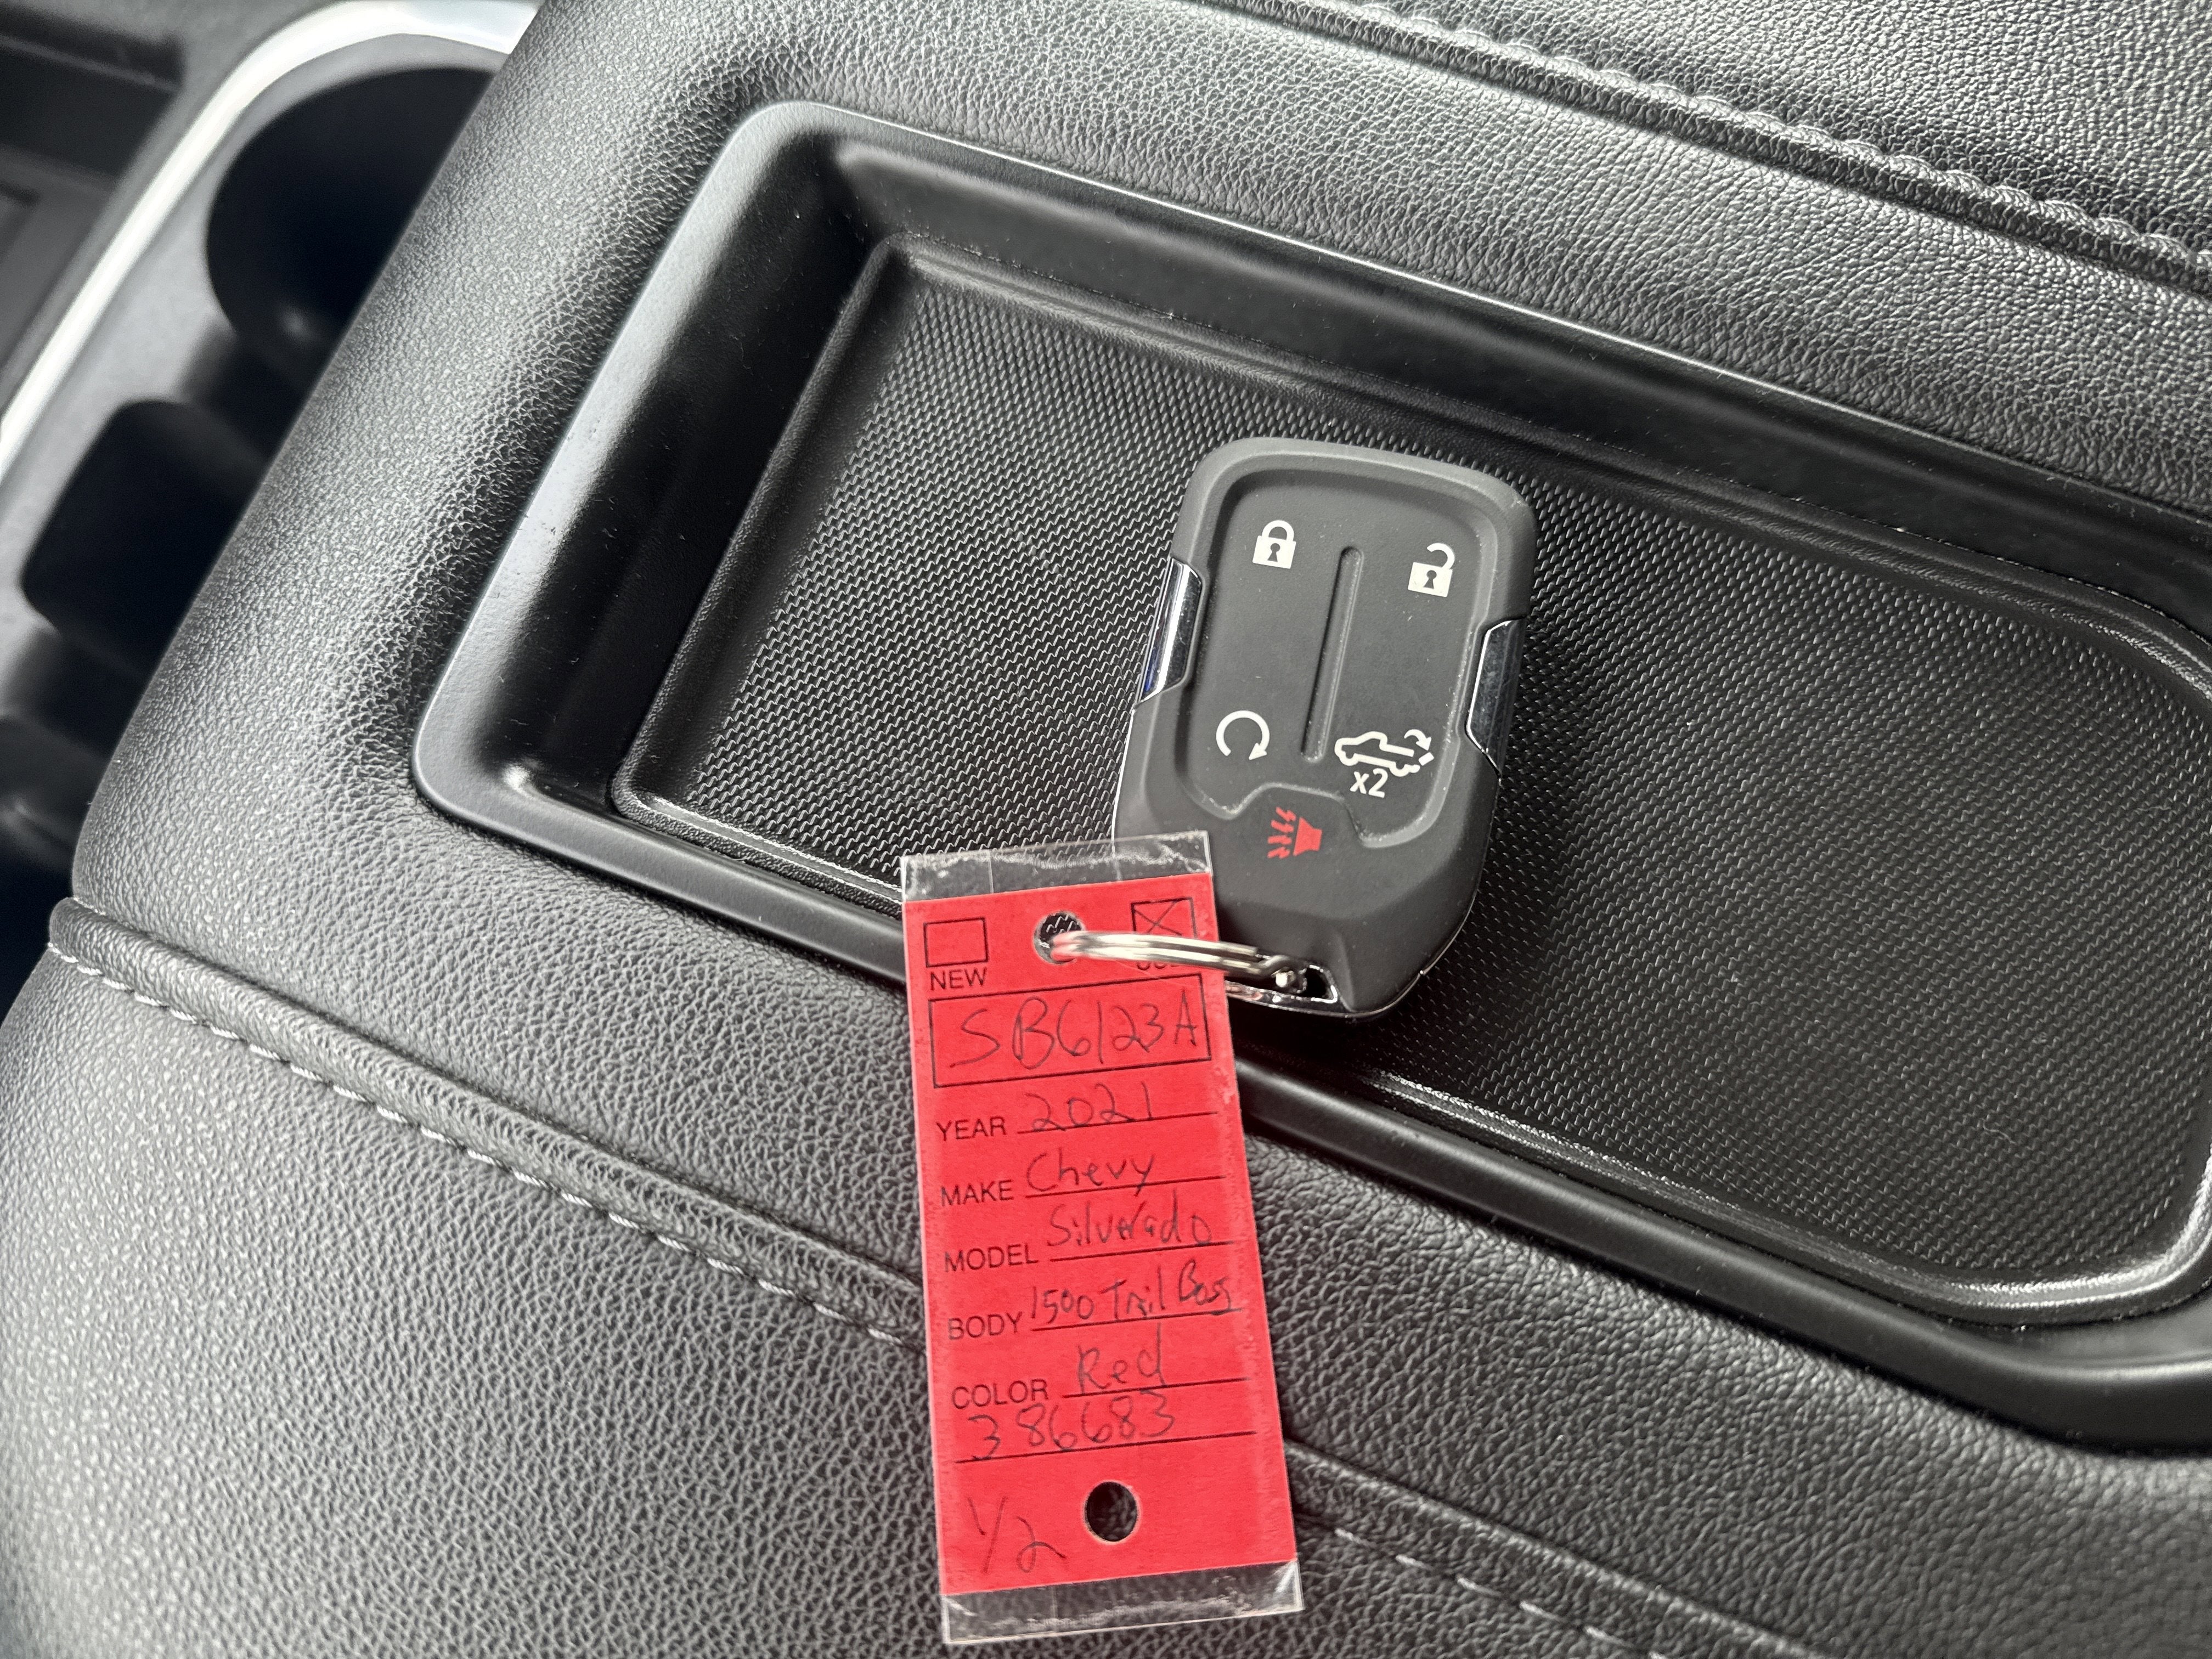 x2
NEW
SB6123A
YEAR 2021
MAKE Chevy
MODEL Silverado
BODY 1500 Trail Boss
COLOR Red
386683
1/2